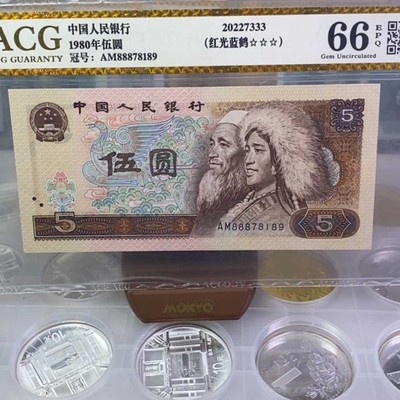 ACG
GUARANTY
中国人民银行
1980年伍圆
冠号：AM88878189
20227333
(红光蓝鹤☆☆☆)
66 EPQ
Gem Uncirculated
中国人民银行
5
伍圆
AM88878189
5
5
MOKYO